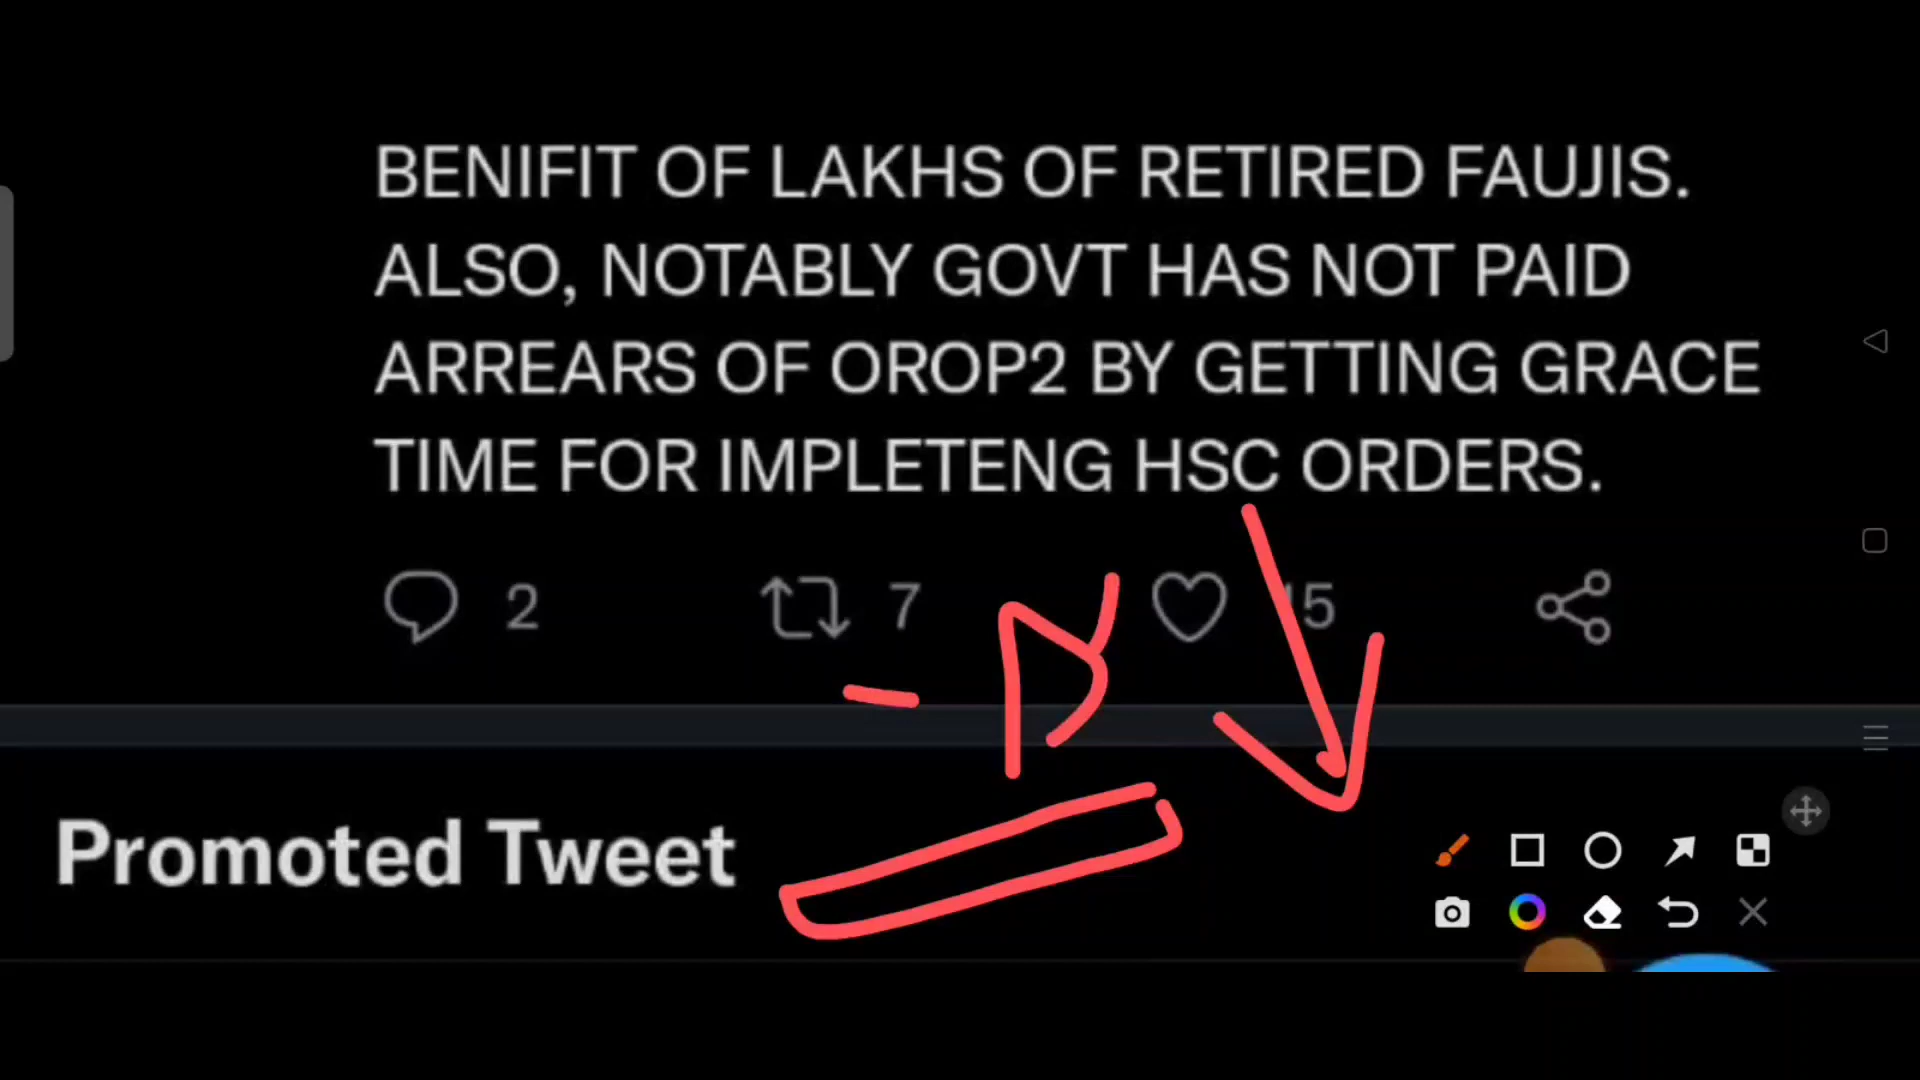 BENIFIT OF LAKHS OF RETIRED FAUJIS.
ALSO, NOTABLY GOVT HAS NOT PAID
ARREARS OF OROP2 BY GETTING GRACE
TIME FOR IMPLETENG HSC ORDERS.
2 7 15
Promoted Tweet